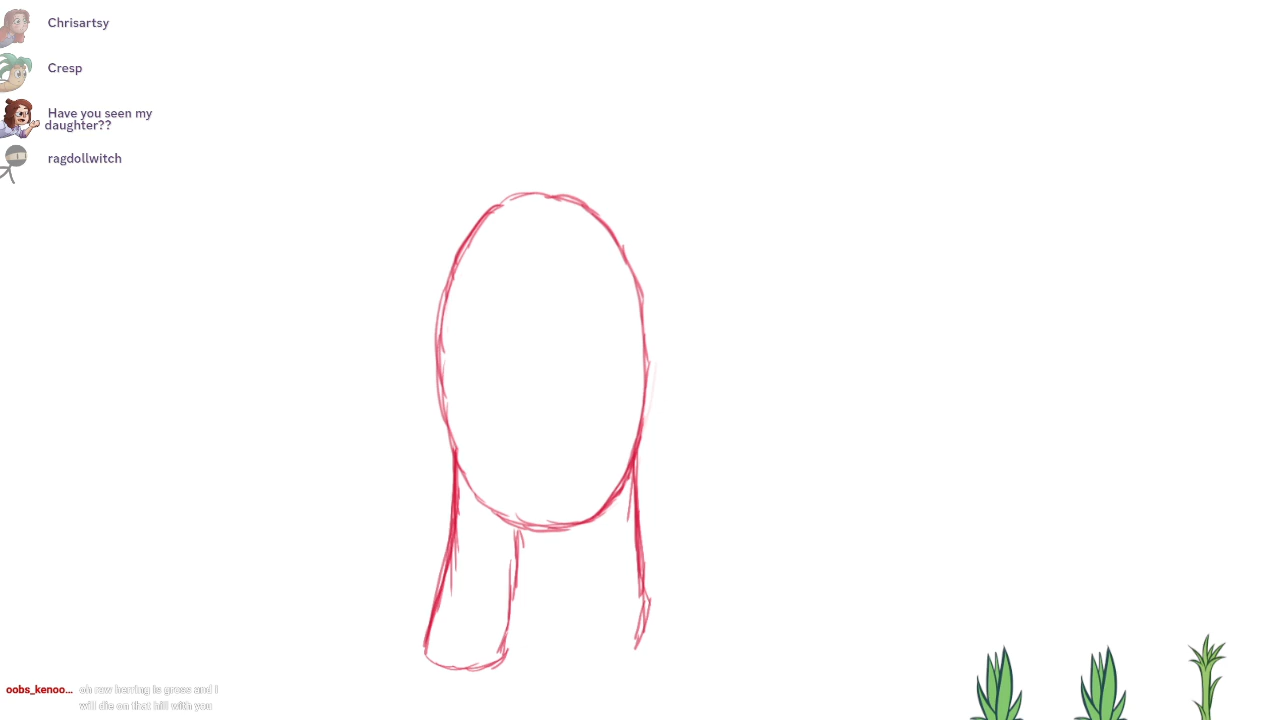 Chrisartsy
Cresp
Have you seen my
daughter??
ragdollwitch
oobs_kenoo... oh raw herring is gross and I
will die on that hill with you